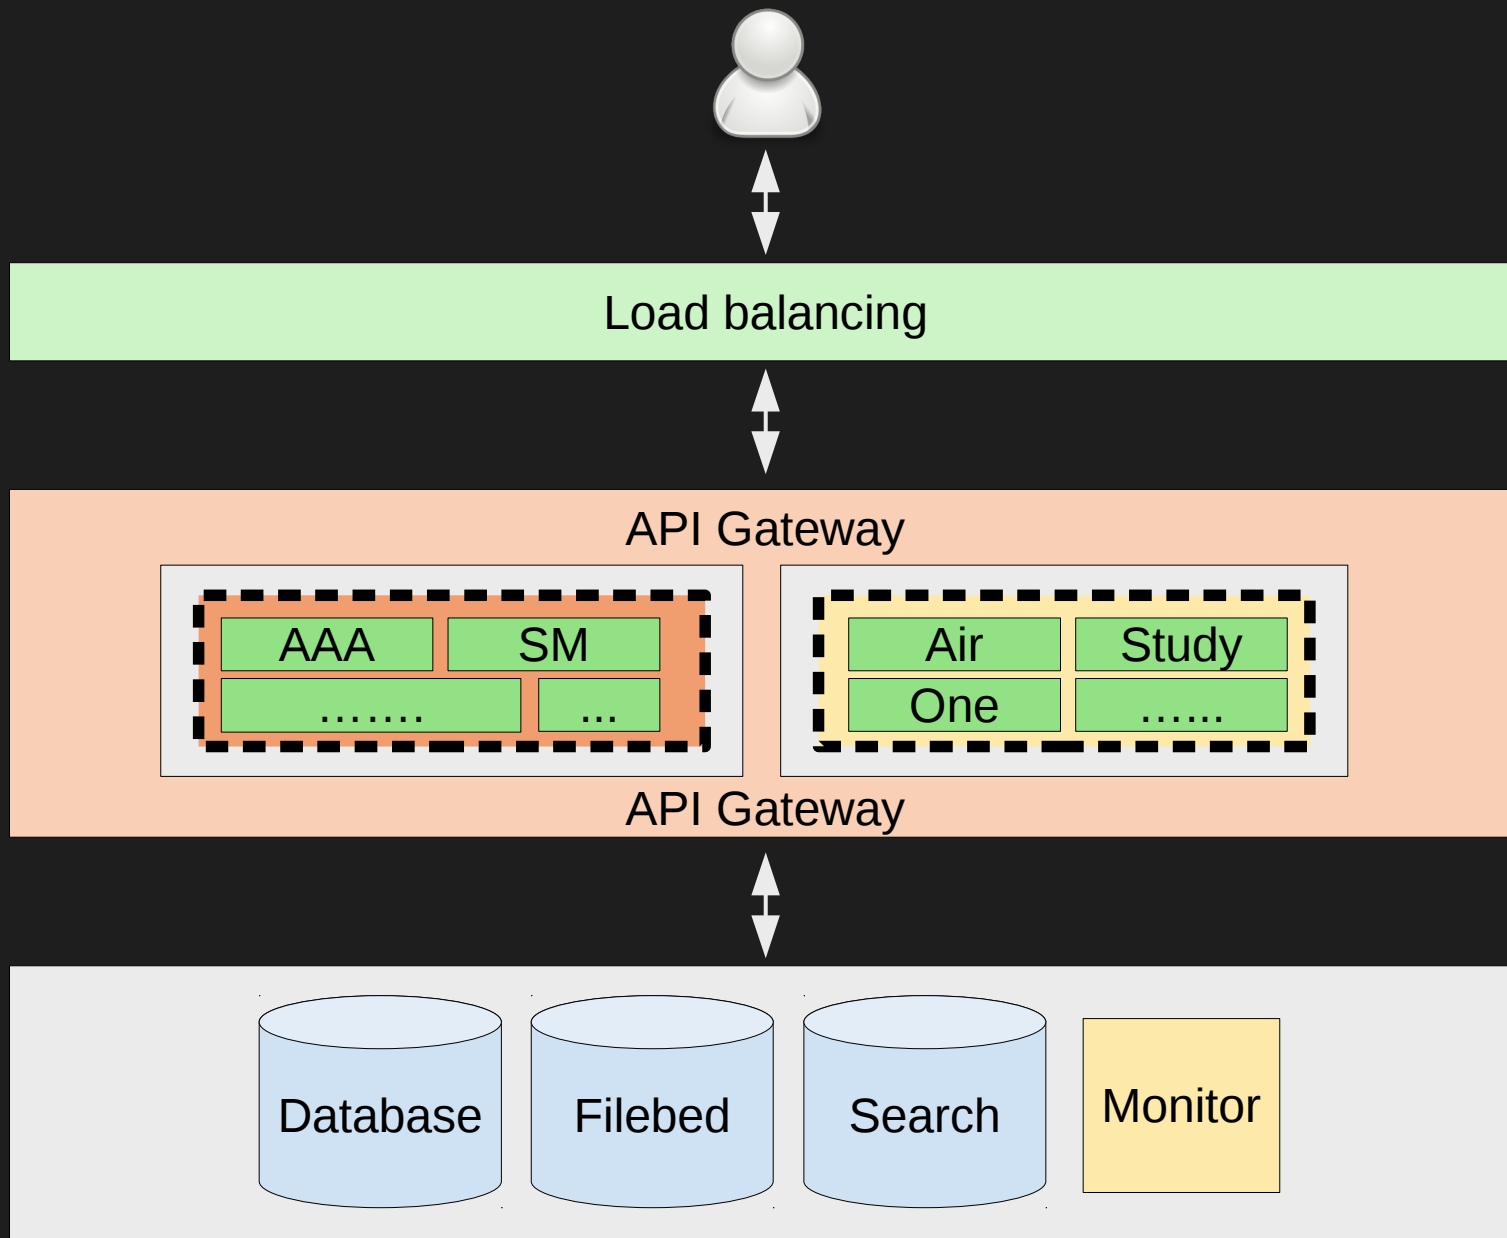 Load balancing
API Gateway
AAA
SM
.......
...
Air
Study
One
......
API Gateway
Database
Filebed
Search
Monitor